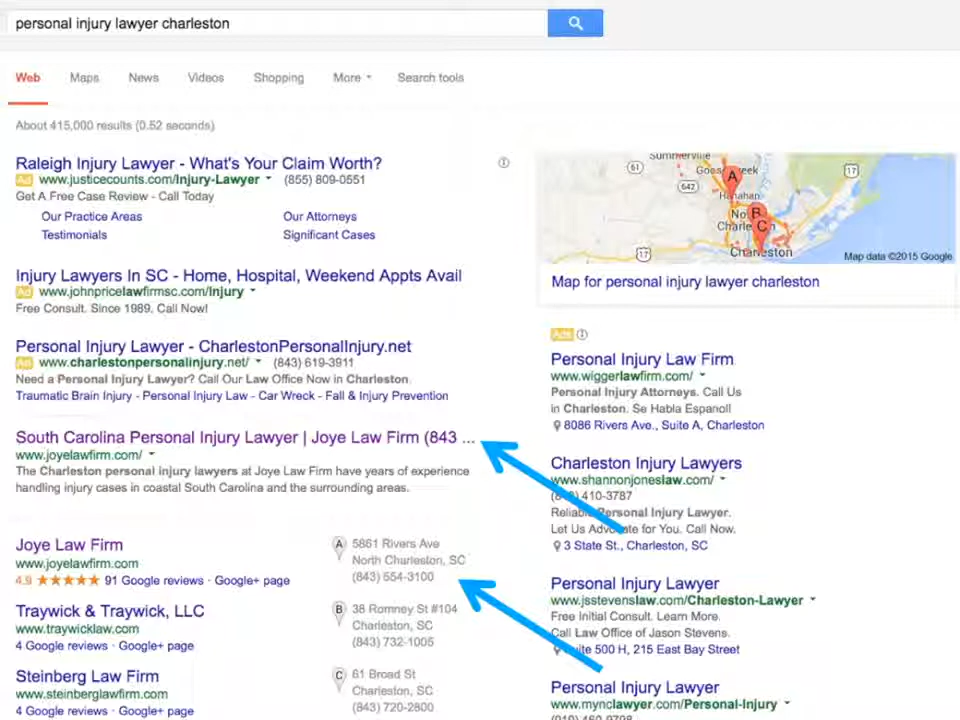 personal injury lawyer charleston
Web Maps News Videos Shopping More Search tools
About 415,000 results (0.52 seconds)
Raleigh Injury Lawyer - What's Your Claim Worth?
Ad www.justicecounts.com/Injury-Lawyer (855) 809-0551
Get A Free Case Review - Call Today
Our Practice Areas Our Attorneys
Testimonials Significant Cases
Injury Lawyers In SC - Home, Hospital, Weekend Appts Avail
Ad www.johnpricelawfirmsc.com/Injury
Free Consult. Since 1989. Call Now!
Personal Injury Lawyer - CharlestonPersonalInjury.net
Ad www.charlestonpersonalinjury.net/ (843) 619-3911
Need a Personal Injury Lawyer? Call Our Law Office Now in Charleston.
Traumatic Brain Injury - Personal Injury Law - Car Wreck - Fall & Injury Prevention
South Carolina Personal Injury Lawyer | Joye Law Firm (843 ...
www.joyelawfirm.com/
The Charleston personal injury lawyers at Joye Law Firm have years of experience
handling injury cases in coastal South Carolina and the surrounding areas.
Joye Law Firm
www.joyelawfirm.com
4.9 91 Google reviews · Google+ page
A 5861 Rivers Ave
North Charleston, SC
(843) 554-3100
Traywick & Traywick, LLC
www.traywicklaw.com
4 Google reviews · Google+ page
B 38 Romney St #104
Charleston, SC
(843) 732-1005
Steinberg Law Firm
www.steinberglawfirm.com
4 Google reviews · Google+ page
C 61 Broad St
Charleston, SC
(843) 720-2800
Summerville
61
17
642
A
Hanahan
B
C
Charleston
17
Map data ©2015 Google
Map for personal injury lawyer charleston
Ads
Personal Injury Law Firm
www.wiggerlawfirm.com/
Personal Injury Attorneys. Call Us
in Charleston. Se Habla Espanol!
8086 Rivers Ave., Suite A, Charleston
Charleston Injury Lawyers
www.shannonjoneslaw.com/
410-3787
Personal Injury Lawyer.
Let Us for You. Call Now.
3 State St., Charleston, SC
Personal Injury Lawyer
www.jsstevenslaw.com/Charleston-Lawyer
Free Initial Consult. Learn More.
Call Law Office of Jason Stevens.
500 H, 215 East Bay Street
Personal Injury Lawyer
www.mynclawyer.com/Personal-Injury